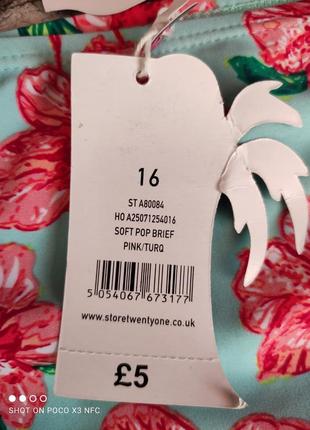 16
ST A80084
HO A25071254016
SOFT POP BRIEF
PINK/TURQ
5 054067 673177
www.storetwentyone.co.uk
£5
SHOT ON POCO X3 NFC